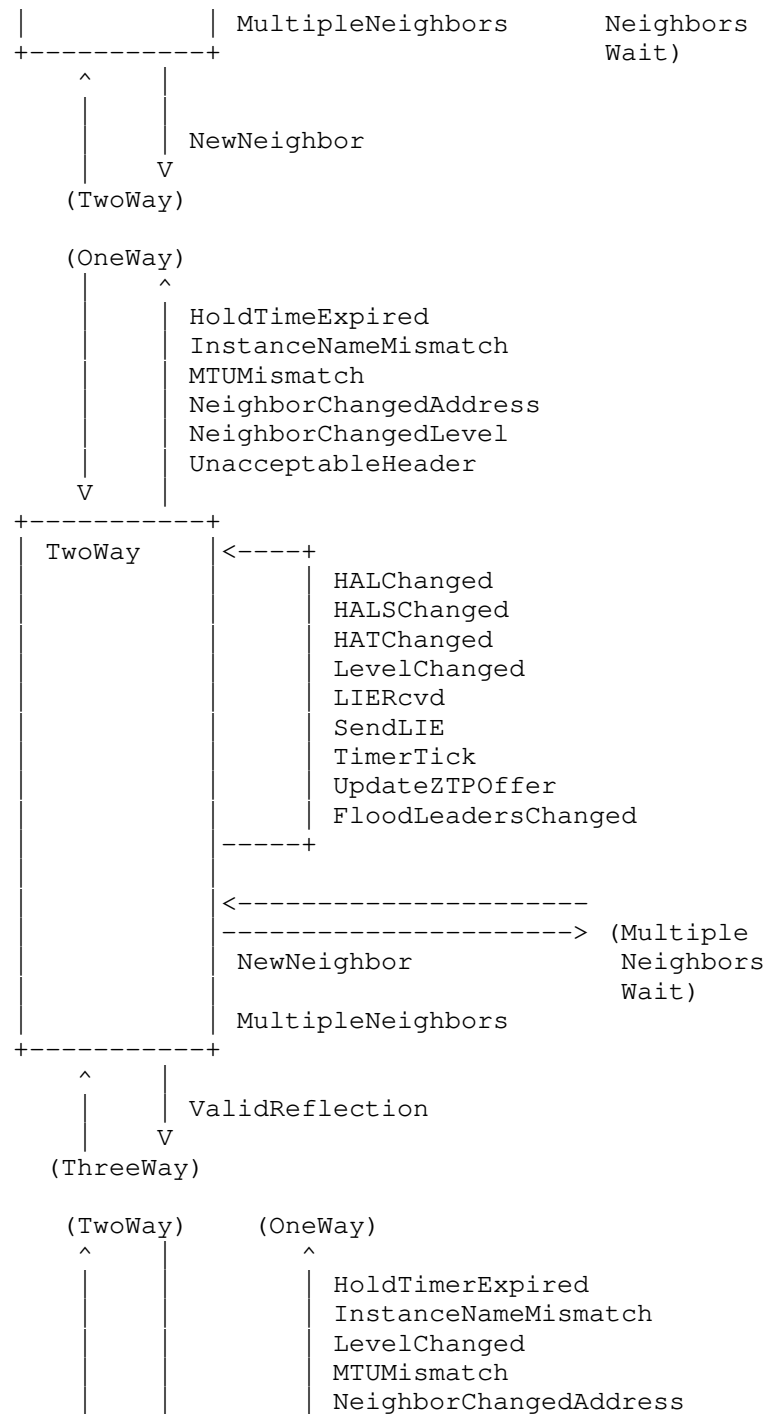 MultipleNeighbors Neighbors
Wait)
NewNeighbor
(TwoWay)
(OneWay)
HoldTimeExpired
InstanceNameMismatch
MTUMismatch
NeighborChangedAddress
NeighborChangedLevel
UnacceptableHeader
TwoWay
HALChanged
HALSChanged
HATChanged
LevelChanged
LIERcvd
SendLIE
TimerTick
UpdateZTPOffer
FloodLeadersChanged
(Multiple
NewNeighbor Neighbors
Wait)
MultipleNeighbors
ValidReflection
(ThreeWay)
(TwoWay) (OneWay)
HoldTimerExpired
InstanceNameMismatch
LevelChanged
MTUMismatch
NeighborChangedAddress